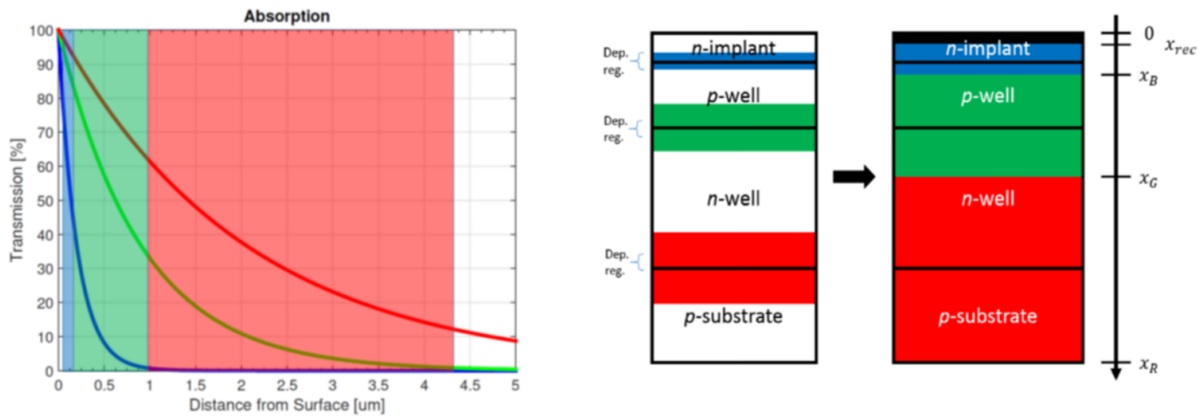 Absorption
Transmission [%]
100
90
80
70
60
50
40
30
20
10
0
0 0.5 1 1.5 2 2.5 3 3.5 4 4.5 5
Distance from Surface [um]
Dep.
reg.
Dep.
reg.
Dep.
reg.
n-implant
p-well
n-well
p-substrate
n-implant
p-well
n-well
p-substrate
0
x_rec
x_B
x_G
x_R